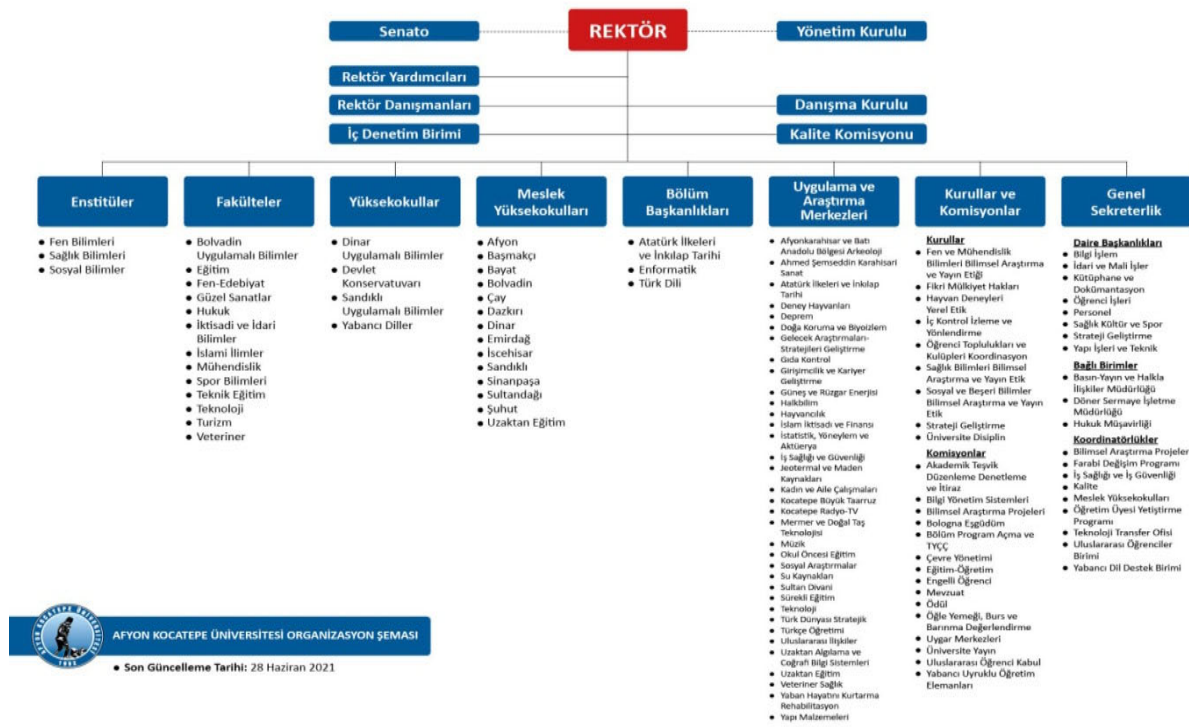 Senato
REKTÖR
Yönetim Kurulu
Rektör Yardımcıları
Rektör Danışmanları
Danışma Kurulu
İç Denetim Birimi
Kalite Komisyonu
Enstitüler
• Fen Bilimleri
• Sağlık Bilimleri
• Sosyal Bilimler
Fakülteler
• Bolvadin
Uygulamalı Bilimler
• Eğitim
• Fen-Edebiyat
• Güzel Sanatlar
• Hukuk
• İktisadi ve İdari
Bilimler
• İslami İlimler
• Mühendislik
• Spor Bilimleri
• Teknik Eğitim
• Teknoloji
• Turizm
• Veteriner
Yüksekokullar
• Dinar
Uygulamalı Bilimler
• Devlet
Konservatuvarı
• Sandıklı
Uygulamalı Bilimler
• Yabancı Diller
Meslek
Yüksekokulları
• Afyon
• Başmakçı
• Bayat
• Bolvadin
• Çay
• Dazkırı
• Dinar
• Emirdağ
• İscehisar
• Sandıklı
• Sinanpaşa
• Sultandağı
• Şuhut
• Uzaktan Eğitim
Bölüm
Başkanlıkları
• Atatürk İlkeleri
ve İnkılap Tarihi
• Enformatik
• Türk Dili
Uygulama ve
Araştırma
Merkezleri
• Afyonkarahisar ve Batı
Anadolu Bölgesi Arkeoloji
• Ahmed Şemseddin Karahisari
Sanat
• Atatürk İlkeleri ve İnkılap
Tarihi
• Deney Hayvanları
• Deprem
• Doğa Koruma ve Biyoizlem
• Gelecek Araştırmaları-
Stratejileri Geliştirme
• Gıda Kontrol
• Girişimcilik ve Kariyer
Geliştirme
• Güneş ve Rüzgar Enerjisi
• Halkbilim
• Hayvancılık
• İslam İktisadı ve Finansı
• İstatistik, Yöneylem ve
Aktüerya
• İş Sağlığı ve Güvenliği
• Jeotermal ve Maden
Kaynakları
• Kadın ve Aile Çalışmaları
• Kocatepe Büyük Taarruz
• Kocatepe Radyo-TV
• Mermer ve Doğal Taş
Teknolojisi
• Müzik
• Okul Öncesi Eğitim
• Sosyal Araştırmalar
• Su Kaynakları
• Sultan Divani
• Sürekli Eğitim
• Teknoloji
• Türk Dünyası Stratejik
• Türkçe Öğretimi
• Uluslararası İlişkiler
• Uzaktan Algılama ve
Coğrafi Bilgi Sistemleri
• Uzaktan Eğitim
• Veteriner Sağlık
• Yaban Hayatını Kurtarma
Rehabilitasyon
• Yapı Malzemeleri
Kurullar ve
Komisyonlar
Kurullar
• Fen ve Mühendislik
Bilimleri Bilimsel Araştırma
ve Yayın Etiği
• Fikri Mülkiyet Hakları
• Hayvan Deneyleri
Yerel Etik
• İç Kontrol İzleme ve
Yönlendirme
• Öğrenci Toplulukları ve
Kulüpleri Koordinasyon
• Sağlık Bilimleri Bilimsel
Araştırma ve Yayın Etik
• Sosyal ve Beşeri Bilimler
Bilimsel Araştırma ve Yayın
Etik
• Strateji Geliştirme
• Üniversite Disiplin
Komisyonlar
• Akademik Teşvik
Düzenleme Denetleme
ve İtiraz
• Bilgi Yönetim Sistemleri
• Bilimsel Araştırma Projeleri
• Bologna Eşgüdüm
• Bölüm Program Açma ve
TYÇÇ
• Çevre Yönetimi
• Eğitim-Öğretim
• Engelli Öğrenci
• Mevzuat
• Ödül
• Öğle Yemeği, Burs ve
Barınma Değerlendirme
• Uygar Merkezleri
• Üniversite Yayın
• Uluslararası Öğrenci Kabul
• Yabancı Uyruklu Öğretim
Elemanları
Genel
Sekreterlik
Daire Başkanlıkları
• Bilgi İşlem
• İdari ve Mali İşler
• Kütüphane ve
Dokümantasyon
• Öğrenci İşleri
• Personel
• Sağlık Kültür ve Spor
• Strateji Geliştirme
• Yapı İşleri ve Teknik
Bağlı Birimler
• Basın-Yayın ve Halkla
İlişkiler Müdürlüğü
• Döner Sermaye İşletme
Müdürlüğü
• Hukuk Müşavirliği
Koordinatörlükler
• Bilimsel Araştırma Projeler
• Farabi Değişim Programı
• İş Sağlığı ve İş Güvenliği
• Kalite
• Meslek Yüksekokulları
• Öğretim Üyesi Yetiştirme
Programı
• Teknoloji Transfer Ofisi
• Uluslararası Öğrenciler
Birimi
• Yabancı Dil Destek Birimi
AFYON KOCATEPE ÜNİVERSİTESİ
1992
AFYON KOCATEPE ÜNİVERSİTESİ ORGANİZASYON ŞEMASI
• Son Güncelleme Tarihi: 28 Haziran 2021